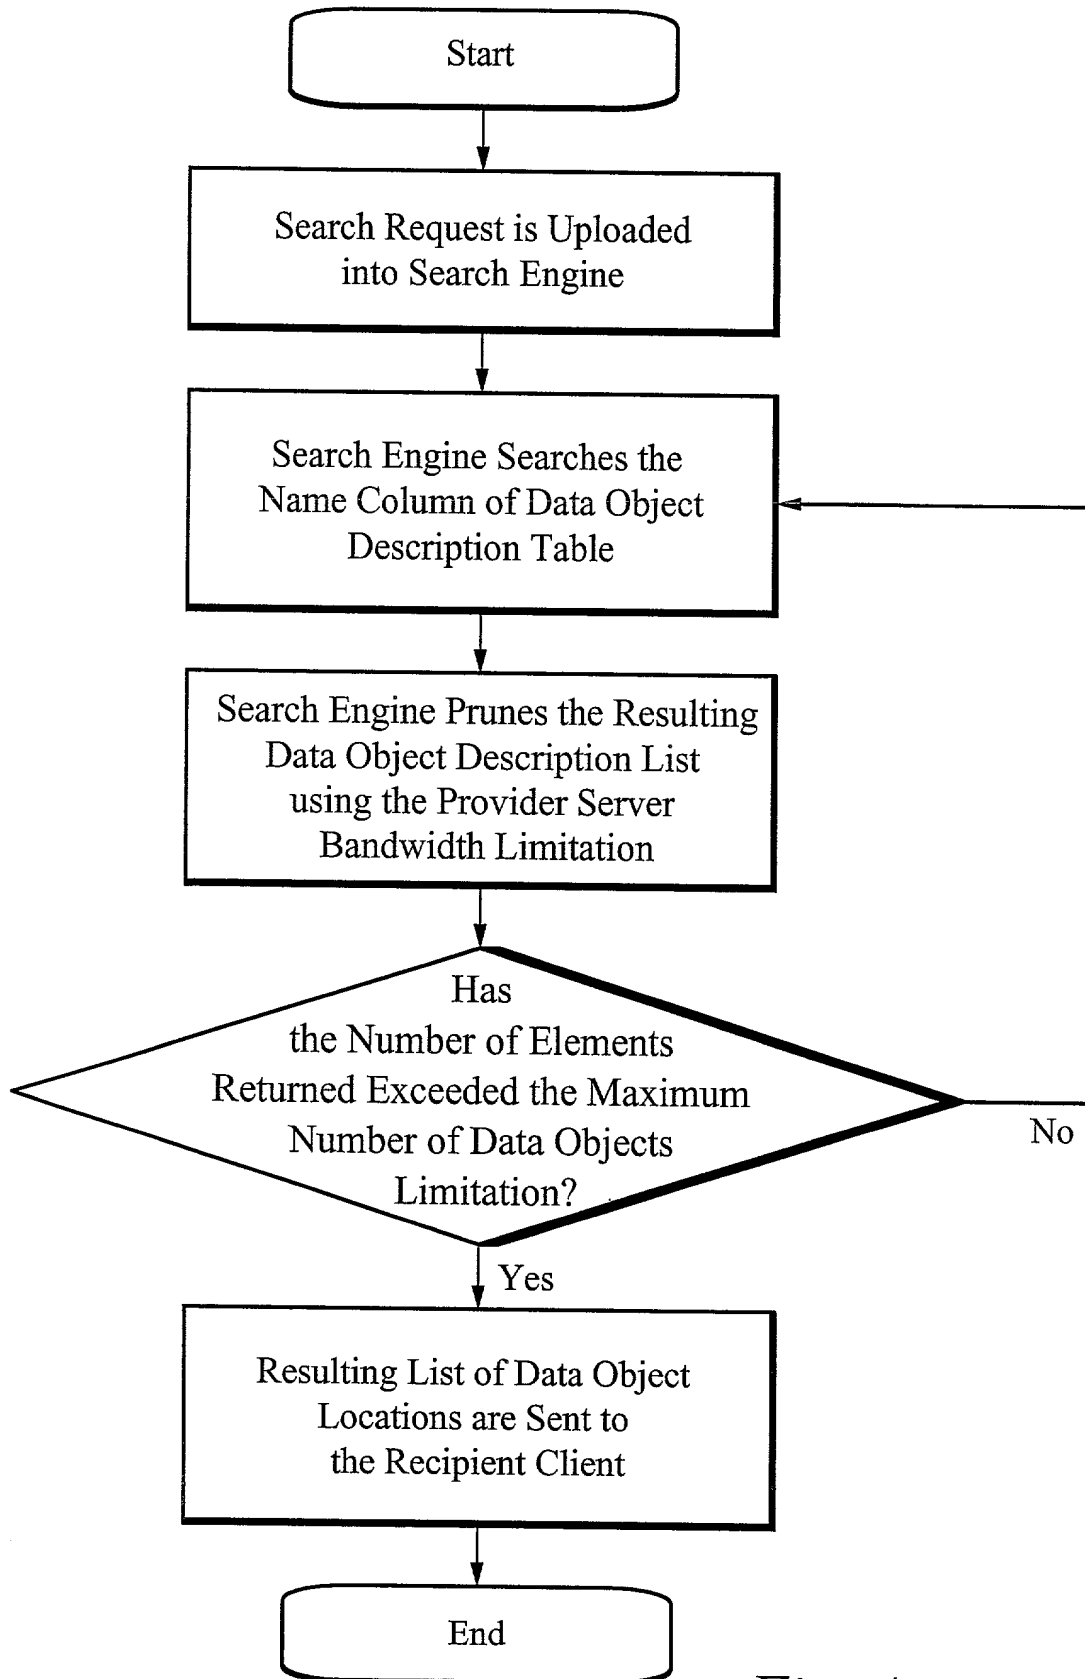 Start
Search Request is Uploaded
into Search Engine
Search Engine Searches the
Name Column of Data Object
Description Table
Search Engine Prunes the Resulting
Data Object Description List
using the Provider Server
Bandwidth Limitation
Has
the Number of Elements
Returned Exceeded the Maximum
Number of Data Objects
Limitation?
No
Yes
Resulting List of Data Object
Locations are Sent to
the Recipient Client
End